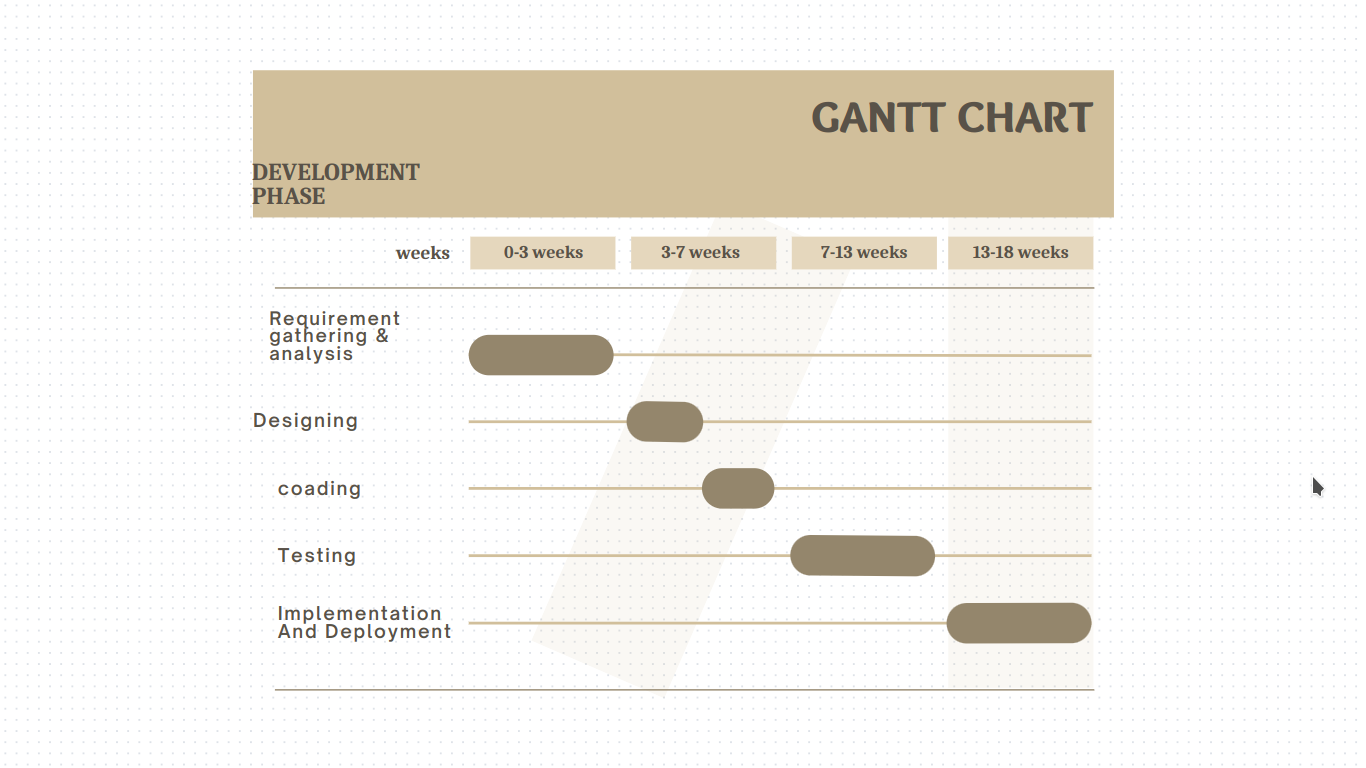 GANTT CHART
DEVELOPMENT
PHASE
weeks 0-3 weeks 3-7 weeks 7-13 weeks 13-18 weeks
Requirement
gathering &
analysis
Designing
coading
Testing
Implementation
And Deployment